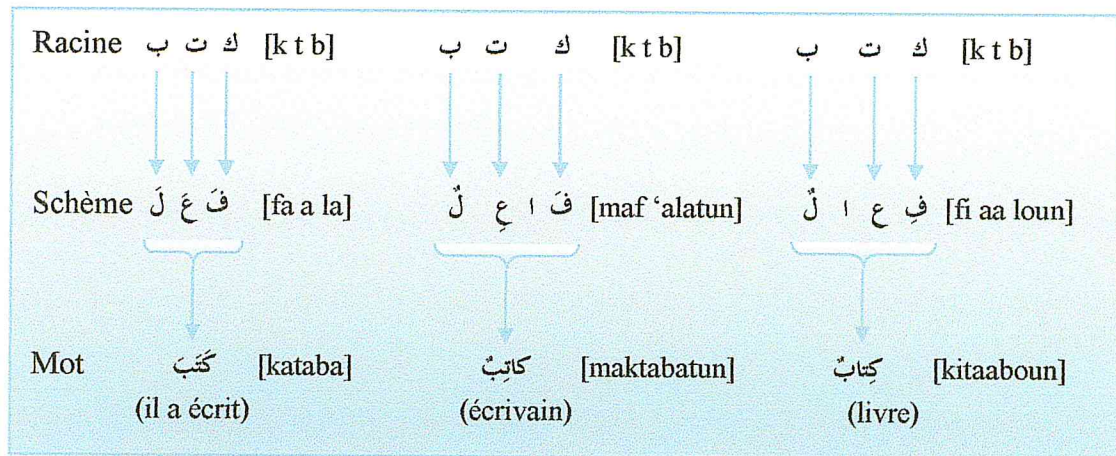 Racine ك ت ب [k t b] ك ت ب [k t b] ك ت ب [k t b]
Schème فَ عَ لَ [fa a la] فَ ا عِ لٌ [maf ‘alatun] فِ ع ا لٌ [fi aa loun]
Mot كَتَبَ [kataba] كاتِبٌ [maktabatun] كِتابٌ [kitaaboun]
(il a écrit) (écrivain) (livre)